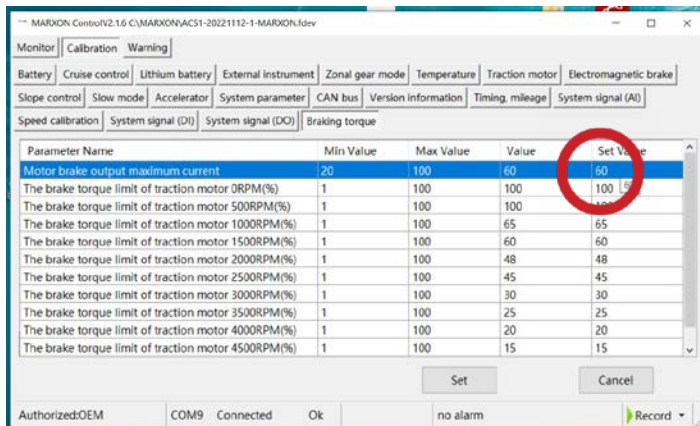 MARXON ControlV2.1.6 C:\MARXON\ACS1-20221112-1-MARXON.fdev
Monitor Calibration Warning
Battery Cruise control Lithium battery External instrument Zonal gear mode Temperature Traction motor Electromagnetic brake
Slope control Slow mode Accelerator System parameter CAN bus Version information Timing, mileage System signal (AI)
Speed calibration System signal (DI) System signal (DO) Braking torque
Parameter Name Min Value Max Value Value Set Value
Motor brake output maximum current 20 100 60 60
The brake torque limit of traction motor 0RPM(%) 1 100 100 100
The brake torque limit of traction motor 500RPM(%) 1 100 100 100
The brake torque limit of traction motor 1000RPM(%) 1 100 65 65
The brake torque limit of traction motor 1500RPM(%) 1 100 60 60
The brake torque limit of traction motor 2000RPM(%) 1 100 48 48
The brake torque limit of traction motor 2500RPM(%) 1 100 45 45
The brake torque limit of traction motor 3000RPM(%) 1 100 30 30
The brake torque limit of traction motor 3500RPM(%) 1 100 25 25
The brake torque limit of traction motor 4000RPM(%) 1 100 20 20
The brake torque limit of traction motor 4500RPM(%) 1 100 15 15
Set Cancel
Authorized:OEM COM9 Connected Ok no alarm Record